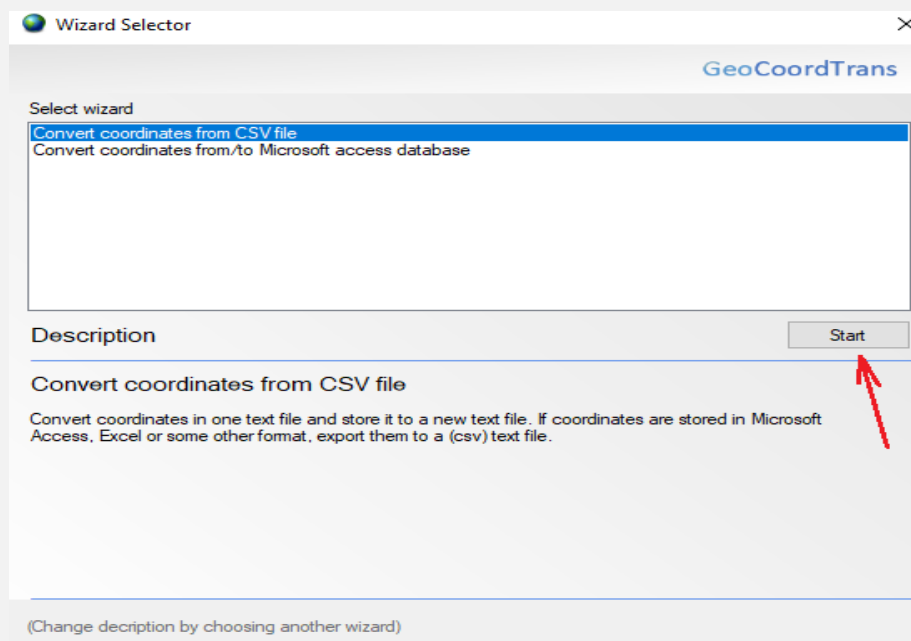 Wizard Selector
GeoCoordTrans
Select wizard
Convert coordinates from CSV file
Convert coordinates from/to Microsoft access database
Description
Start
Convert coordinates from CSV file
Convert coordinates in one text file and store it to a new text file. If coordinates are stored in Microsoft
Access, Excel or some other format, export them to a (csv) text file.
(Change decription by choosing another wizard)